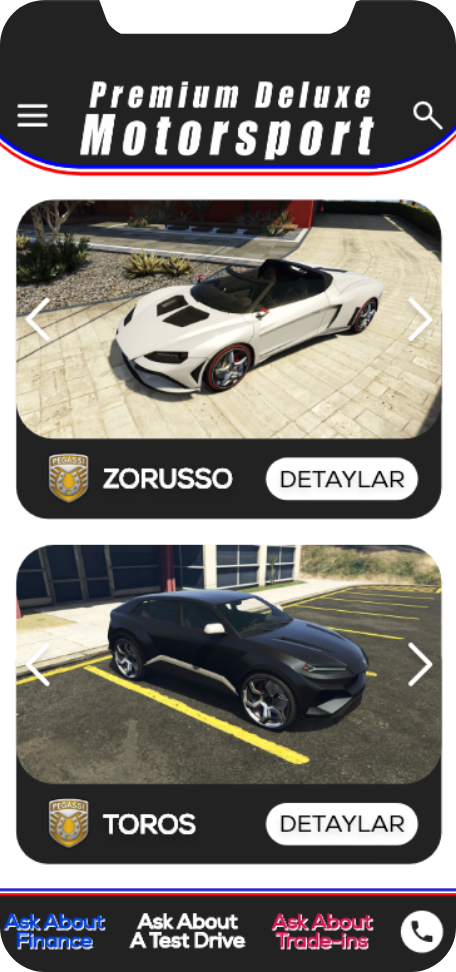 Premium Deluxe
Motorsport
PEGASSI
ZORUSSO
DETAYLAR
PEGASSI
TOROS
DETAYLAR
Ask About
Finance
Ask About
A Test Drive
Ask About
Trade-ins